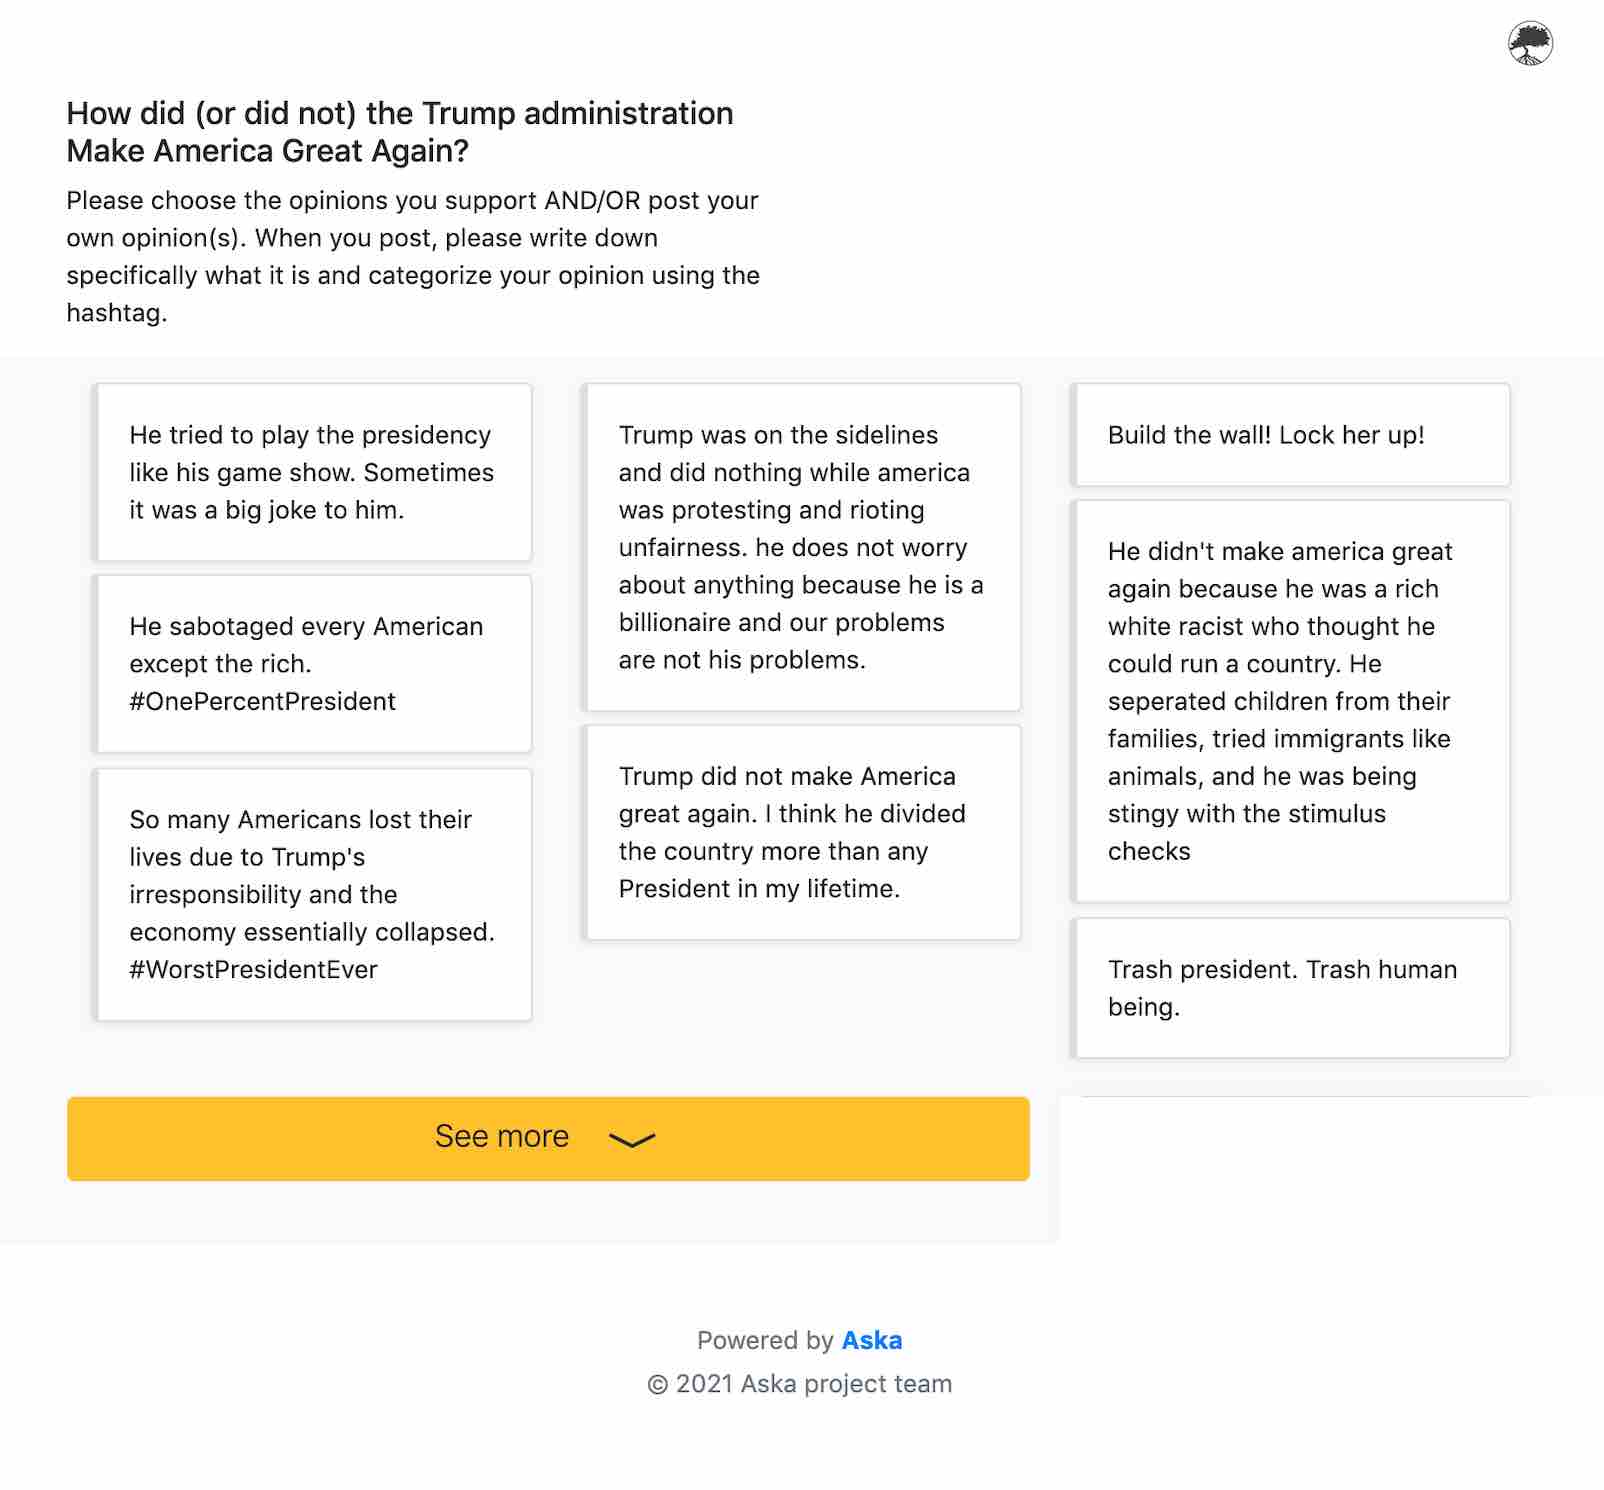 How did (or did not) the Trump administration
Make America Great Again?
Please choose the opinions you support AND/OR post your
own opinion(s). When you post, please write down
specifically what it is and categorize your opinion using the
hashtag.
He tried to play the presidency
like his game show. Sometimes
it was a big joke to him.
He sabotaged every American
except the rich.
#OnePercentPresident
So many Americans lost their
lives due to Trump's
irresponsibility and the
economy essentially collapsed.
#WorstPresidentEver
Trump was on the sidelines
and did nothing while america
was protesting and rioting
unfairness. he does not worry
about anything because he is a
billionaire and our problems
are not his problems.
Trump did not make America
great again. I think he divided
the country more than any
President in my lifetime.
Build the wall! Lock her up!
He didn't make america great
again because he was a rich
white racist who thought he
could run a country. He
seperated children from their
families, tried immigrants like
animals, and he was being
stingy with the stimulus
checks
Trash president. Trash human
being.
See more
Powered by Aska
© 2021 Aska project team